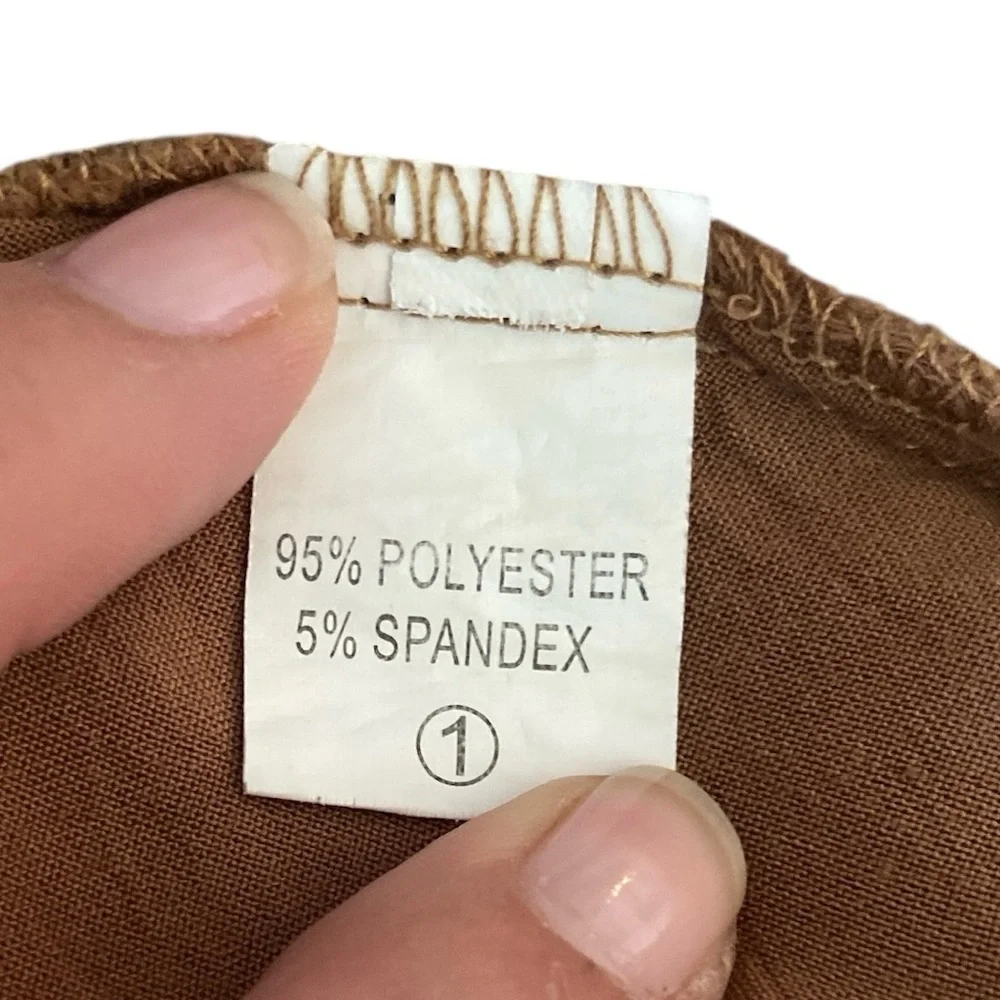 95% POLYESTER
5% SPANDEX
①